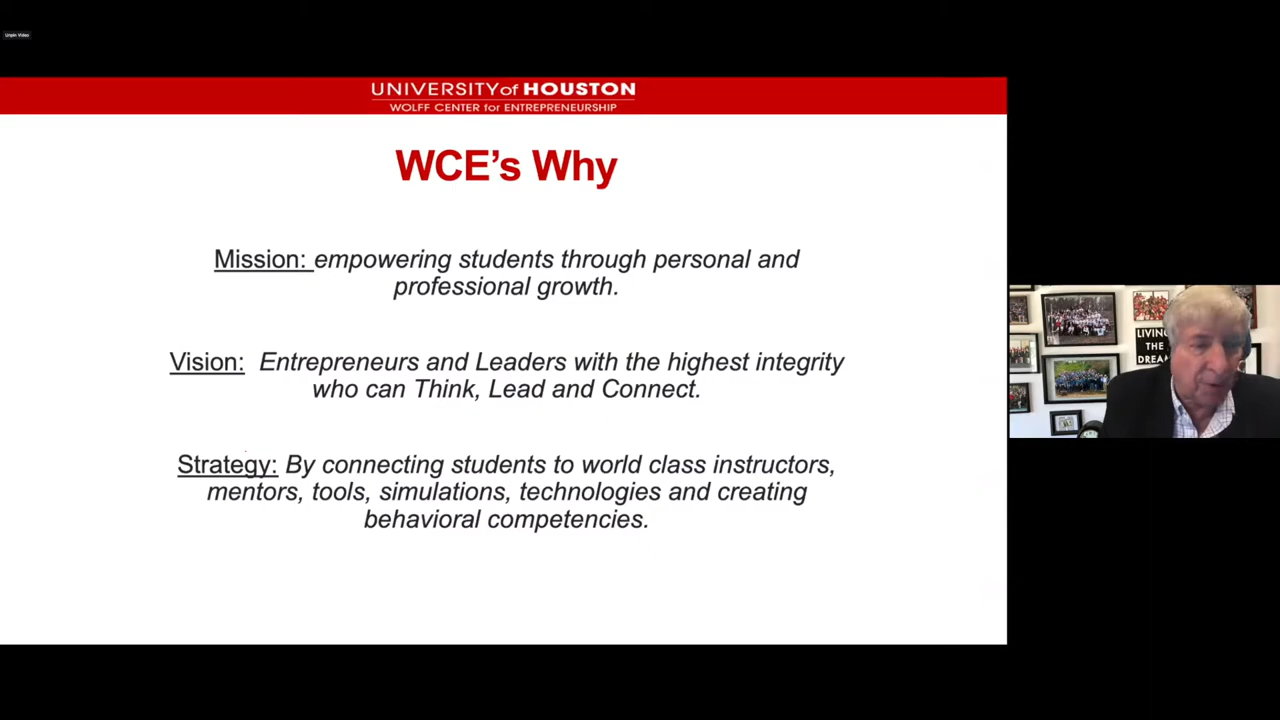 Unpin Video
UNIVERSITY of HOUSTON
WOLFF CENTER for ENTREPRENEURSHIP
WCE’s Why
Mission: empowering students through personal and
professional growth.
Vision: Entrepreneurs and Leaders with the highest integrity
who can Think, Lead and Connect.
Strategy: By connecting students to world class instructors,
mentors, tools, simulations, technologies and creating
behavioral competencies.
LIVING
THE
DREAM